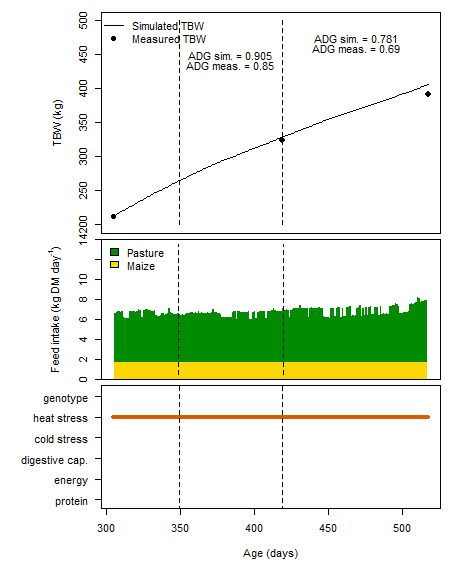 Simulated TBW
Measured TBW
ADG sim. = 0.905
ADG meas. = 0.85
ADG sim. = 0.781
ADG meas. = 0.69
TBW (kg)
500
450
400
350
300
250
200
Pasture
Maize
Feed intake (kg DM day⁻¹)
14
10
8
6
4
2
0
genotype
heat stress
cold stress
digestive cap.
energy
protein
300 350 400 450 500
Age (days)